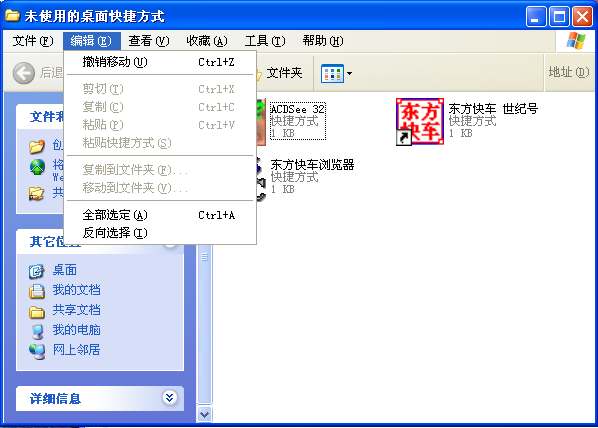 未使用的桌面快捷方式
文件(F) 编辑(E) 查看(V) 收藏(A) 工具(T) 帮助(H)
后退
文件夹
地址(D)
撤销移动(U) Ctrl+Z
剪切(T) Ctrl+X
复制(C) Ctrl+C
粘贴(P) Ctrl+V
粘贴快捷方式(S)
复制到文件夹(F)...
移动到文件夹(V)...
全部选定(A) Ctrl+A
反向选择(I)
文件和
创
将
We
共
其它位置
桌面
我的文档
共享文档
我的电脑
网上邻居
详细信息
ACDSee 32
快捷方式
1 KB
东方快车
东方快车 世纪号
快捷方式
1 KB
东方快车浏览器
快捷方式
1 KB